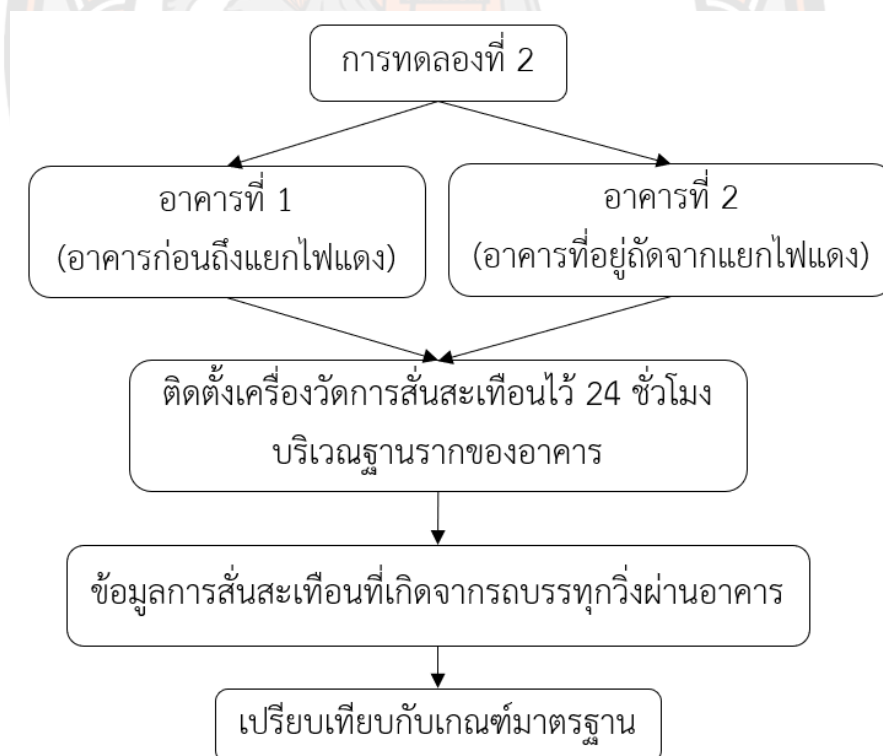 การทดลองที่ 2
อาคารที่ 1
(อาคารก่อนถึงแยกไฟแดง)
อาคารที่ 2
(อาคารที่อยู่ถัดจากแยกไฟแดง)
ติดตั้งเครื่องวัดการสั่นสะเทือนไว้ 24 ชั่วโมง
บริเวณฐานรากของอาคาร
ข้อมูลการสั่นสะเทือนที่เกิดจากรถบรรทุกวิ่งผ่านอาคาร
เปรียบเทียบกับเกณฑ์มาตรฐาน